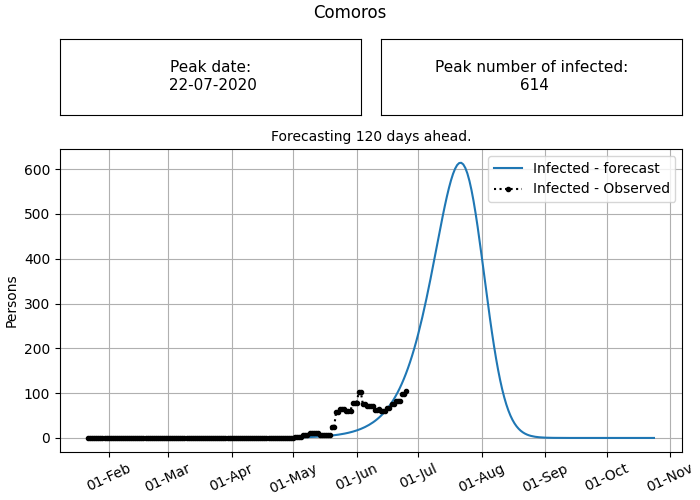 Comoros
Peak date:
22-07-2020
Peak number of infected:
614
Forecasting 120 days ahead.
Infected - forecast
Infected - Observed
Persons
600
500
400
300
200
100
0
01-Feb
01-Mar
01-Apr
01-May
01-Jun
01-Jul
01-Aug
01-Sep
01-Oct
01-Nov